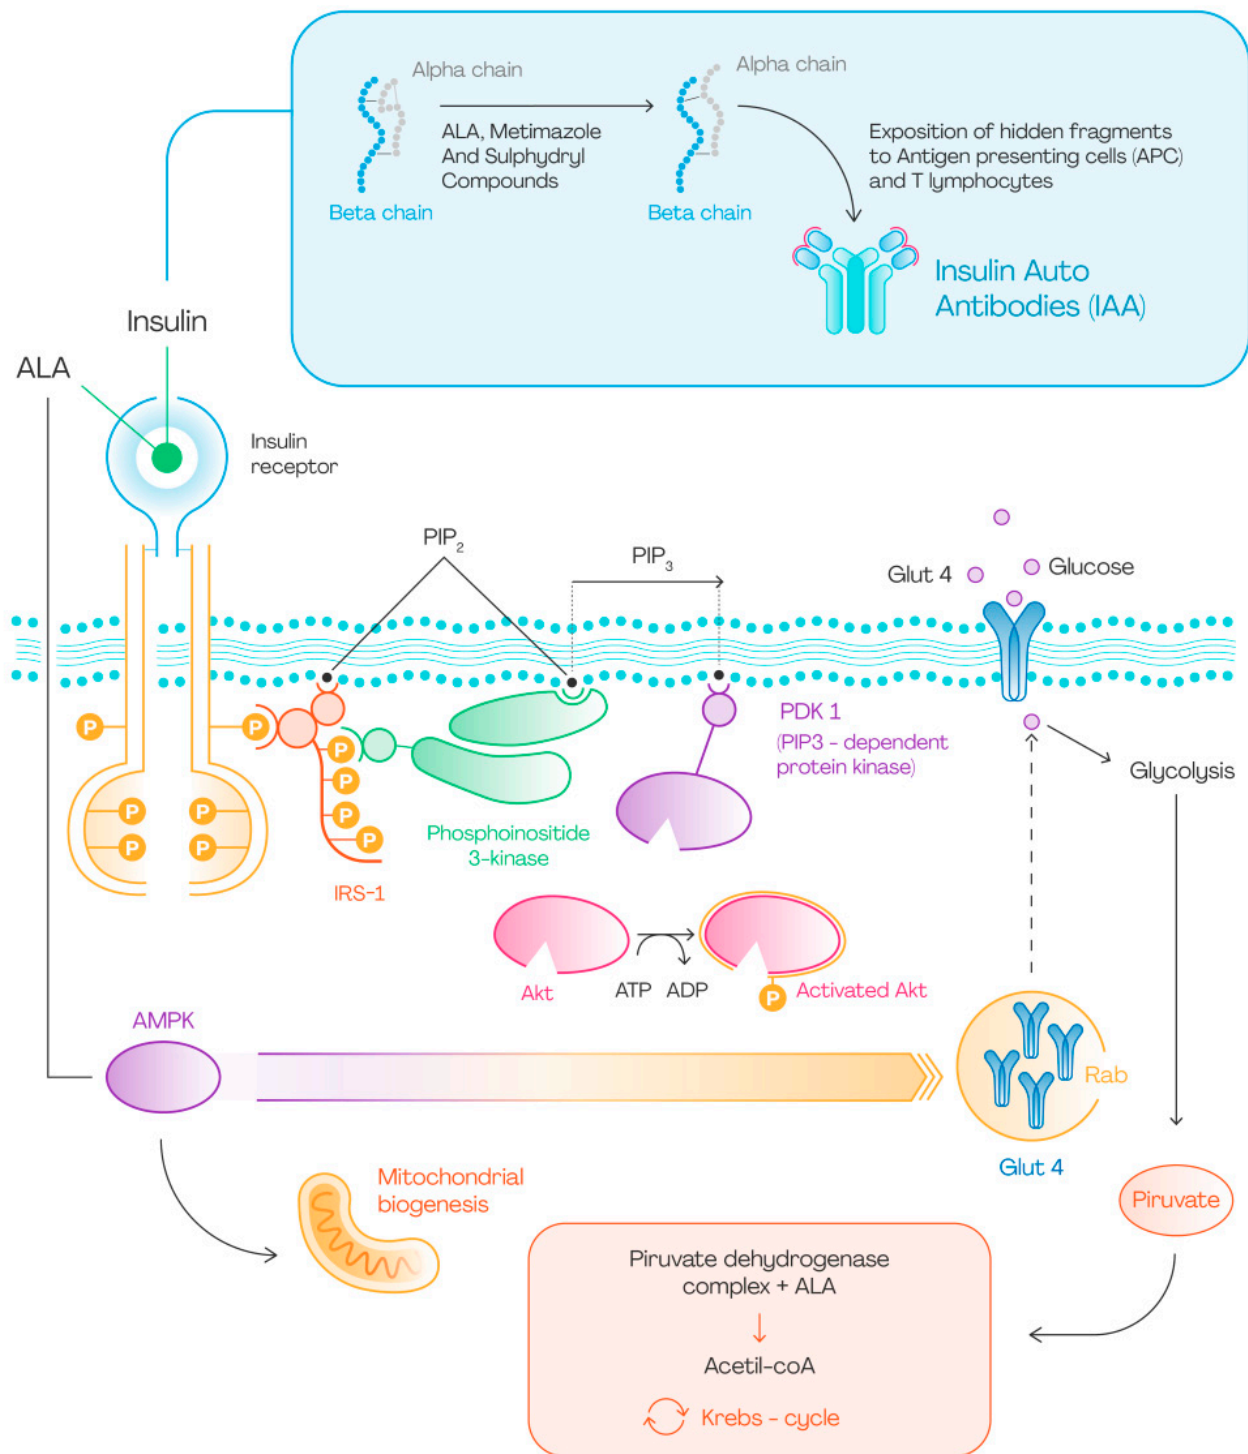 Alpha chain
Alpha chain
ALA, Metimazole
And Sulphydryl
Compounds
Exposition of hidden fragments
to Antigen presenting cells (APC)
and T lymphocytes
Beta chain
Beta chain
Insulin Auto
Antibodies (IAA)
Insulin
ALA
Insulin
receptor
PIP2
PIP3
Glut 4
Glucose
P
P
P
P
P
P
P
P
P
P
PDK 1
(PIP3 - dependent
protein kinase)
Glycolysis
Phosphoinositide
3-kinase
IRS-1
Akt
ATP
ADP
P
Activated Akt
AMPK
Rab
Glut 4
Mitochondrial
biogenesis
Piruvate
Piruvate dehydrogenase
complex + ALA
Acetil-coA
Krebs - cycle